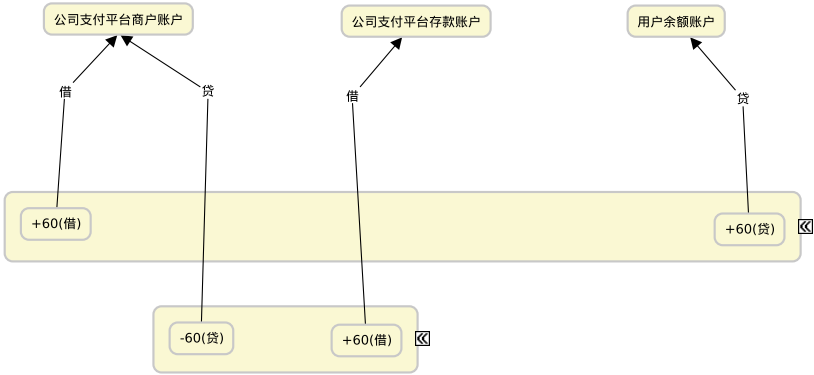 公司支付平台商户账户
公司支付平台存款账户
用户余额账户
借
贷
借
贷
+60(借)
+60(贷)
-60(贷)
+60(借)